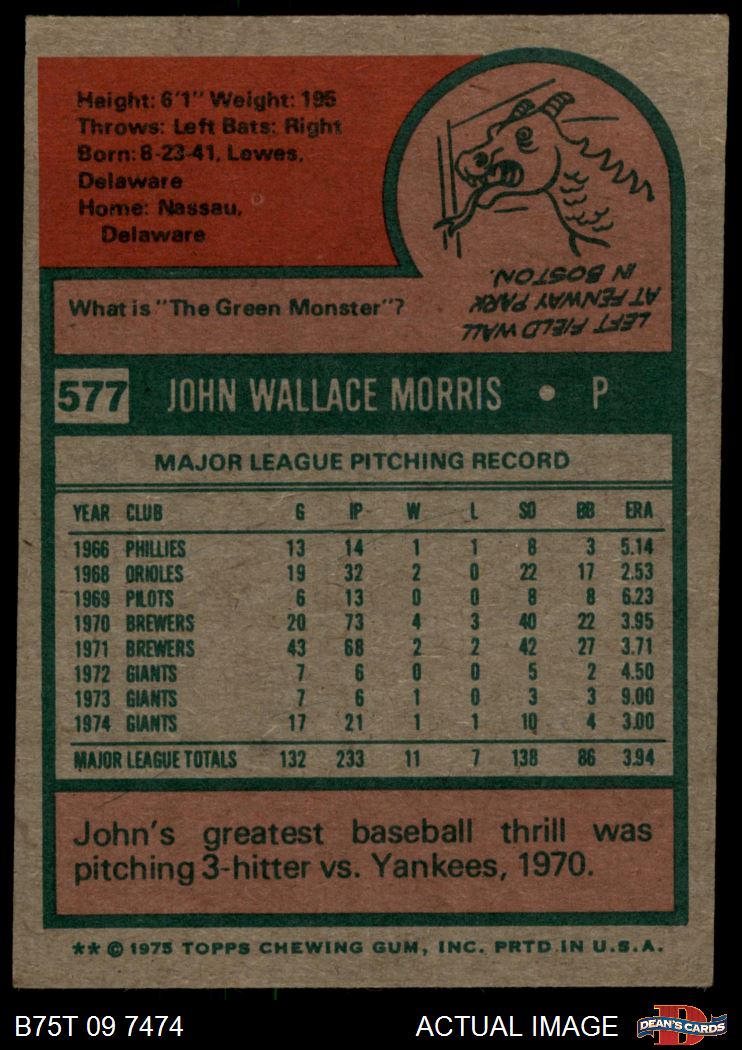 Height: 6'1" Weight: 195
Throws: Left Bats: Right
Born: 8-23-41, Lewes,
Delaware
Home: Nassau,
Delaware
What is "The Green Monster"?
LEFT FIELD WALL
AT FENWAY PARK
IN BOSTON.
577 JOHN WALLACE MORRIS • P
MAJOR LEAGUE PITCHING RECORD
YEAR CLUB G IP W L SO BB ERA
1966 PHILLIES 13 14 1 1 8 3 5.14
1968 ORIOLES 19 32 2 0 22 17 2.53
1969 PILOTS 6 13 0 0 8 8 6.23
1970 BREWERS 20 73 4 3 40 22 3.95
1971 BREWERS 43 68 2 2 42 27 3.71
1972 GIANTS 7 6 0 0 5 2 4.50
1973 GIANTS 7 6 1 0 3 3 9.00
1974 GIANTS 17 21 1 1 10 4 3.00
MAJOR LEAGUE TOTALS 132 233 11 7 138 86 3.94
John's greatest baseball thrill was
pitching 3-hitter vs. Yankees, 1970.
** © 1975 TOPPS CHEWING GUM, INC. PRTD. IN U.S.A.
B75T 09 7474 ACTUAL IMAGE DEAN'S CARDS